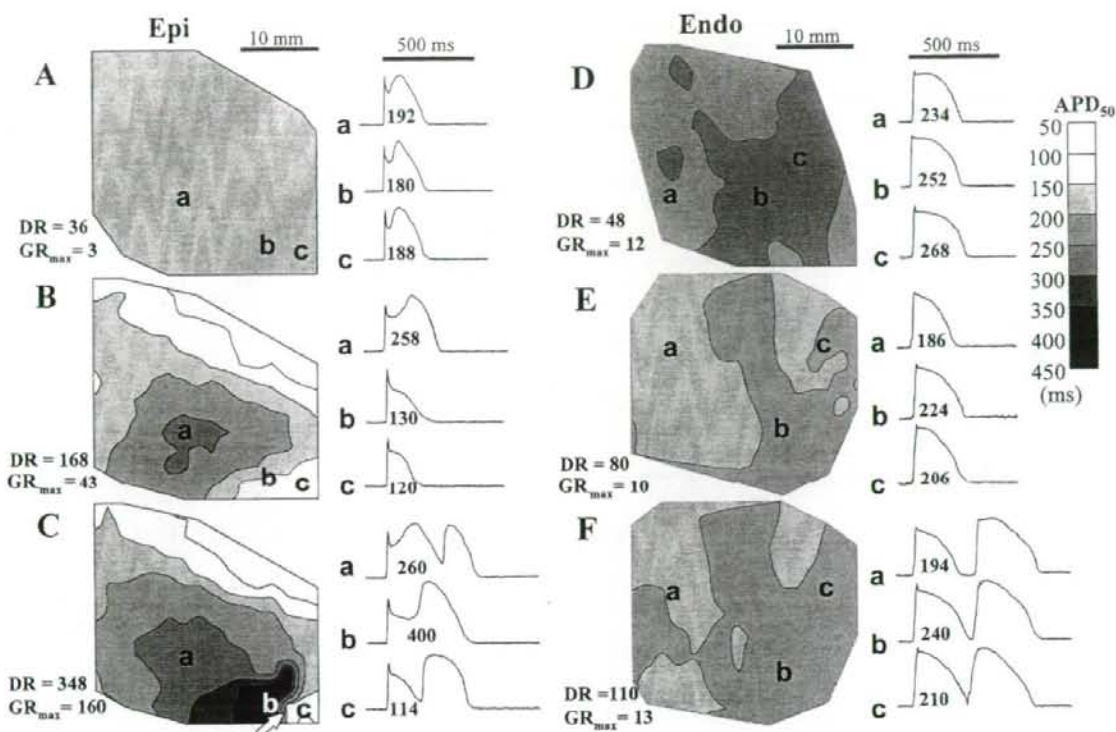 Epi
10 mm
500 ms
A
a
b
c
DR = 36
GRmax= 3
a
192
b
180
c
188
B
a
b
c
DR = 168
GRmax= 43
a
258
b
130
c
120
C
a
b
c
DR = 348
GRmax= 160
a
260
b
400
c
114
Endo
10 mm
500 ms
D
a
b
c
DR = 48
GRmax = 12
a
234
b
252
c
268
E
a
b
c
DR = 80
GRmax = 10
a
186
b
224
c
206
F
a
b
c
DR =110
GRmax = 13
a
194
b
240
c
210
APD50
50
100
150
200
250
300
350
400
450
(ms)